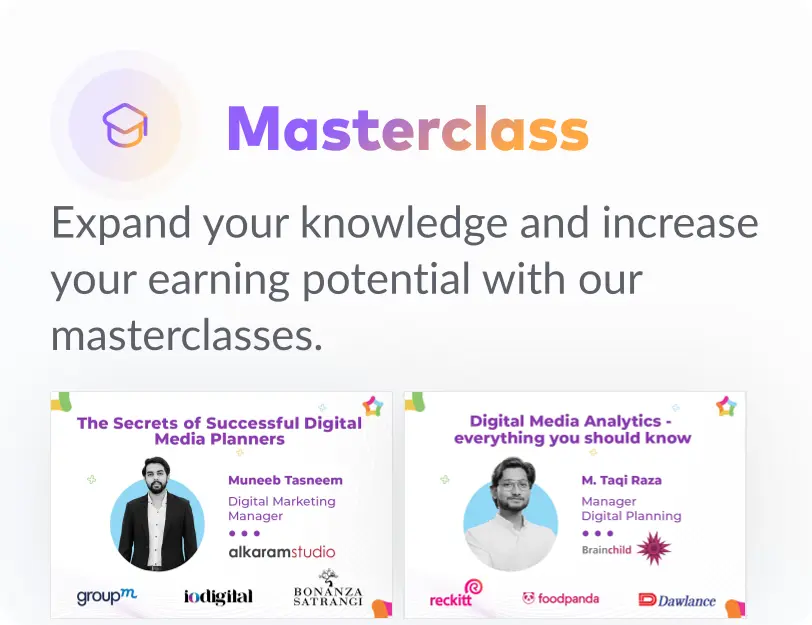 Masterclass
Expand your knowledge and increase
your earning potential with our
masterclasses.
The Secrets of Successful Digital
Media Planners
Muneeb Tasneem
Digital Marketing
Manager
alkaramstudio
groupm
iodigital
BONANZA
SATRANGI
Digital Media Analytics -
everything you should know
M. Taqi Raza
Manager
Digital Planning
Brainchild
reckitt
foodpanda
Dawlance